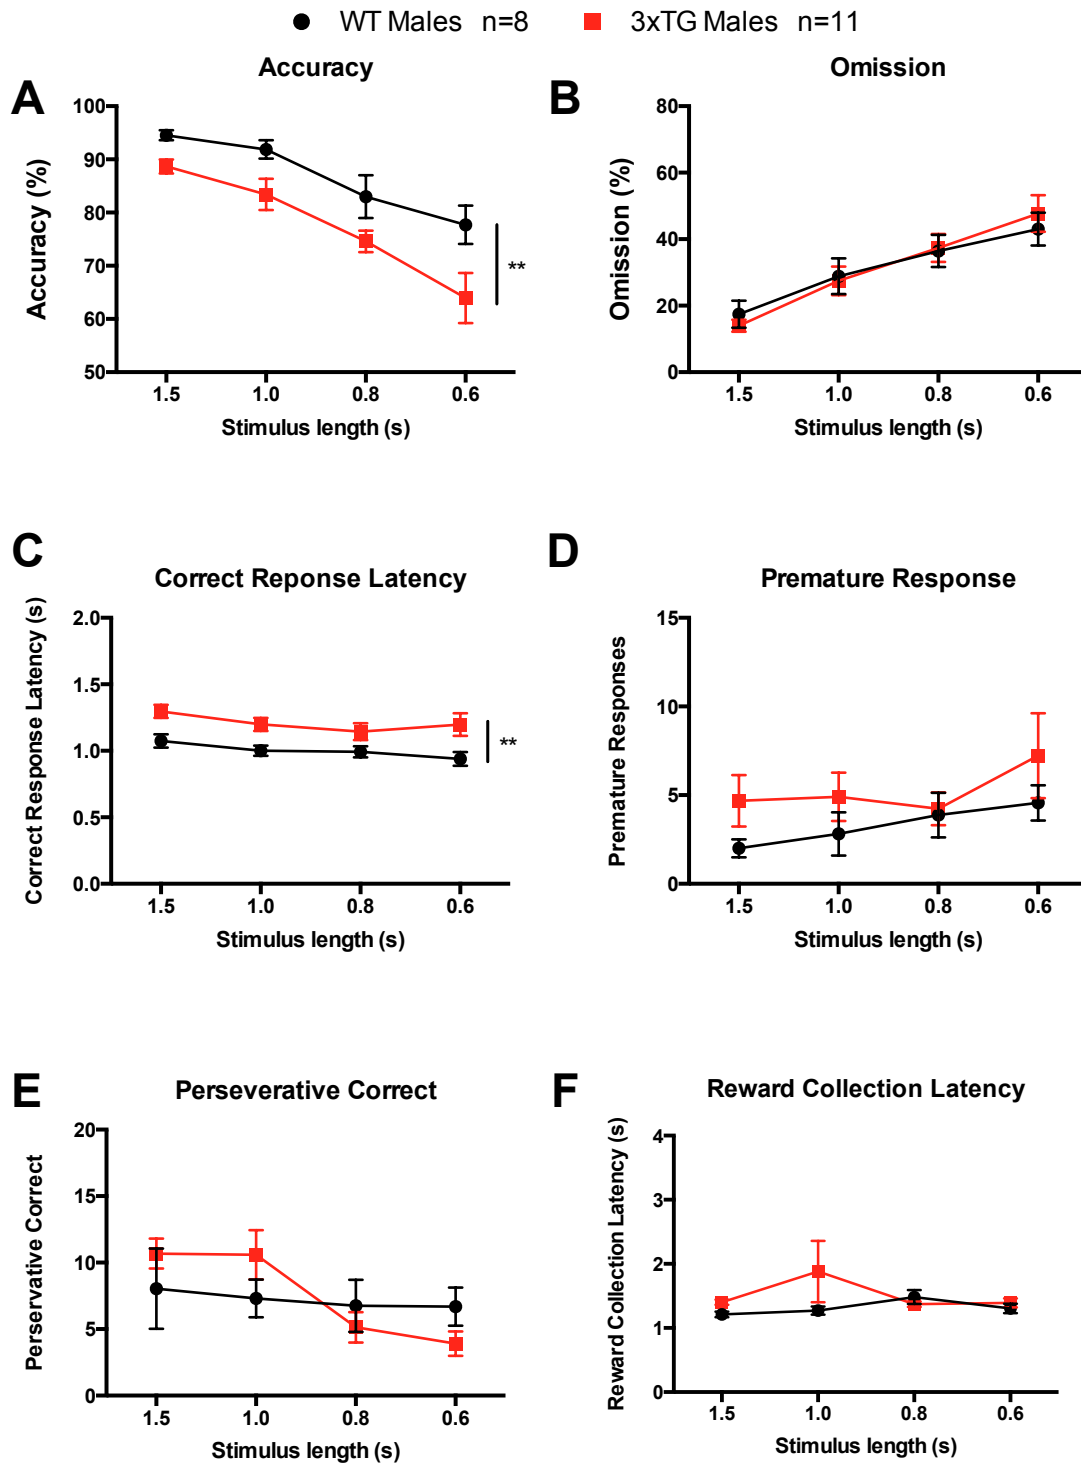 WT Males n=8 3xTG Males n=11
A
Accuracy
Accuracy (%)
100
90
80
70
60
50
**
1.5 1.0 0.8 0.6
Stimulus length (s)
B
Omission
Omission (%)
80
60
40
20
0
1.5 1.0 0.8 0.6
Stimulus length (s)
C
Correct Reponse Latency
Correct Response Latency (s)
2.0
1.5
1.0
0.5
0.0
**
1.5 1.0 0.8 0.6
Stimulus length (s)
D
Premature Response
Premature Responses
15
10
5
0
1.5 1.0 0.8 0.6
Stimulus length (s)
E
Perseverative Correct
Perservative Correct
20
15
10
5
0
1.5 1.0 0.8 0.6
Stimulus length (s)
F
Reward Collection Latency
Reward Collection Latency (s)
4
3
2
1
0
1.5 1.0 0.8 0.6
Stimulus length (s)